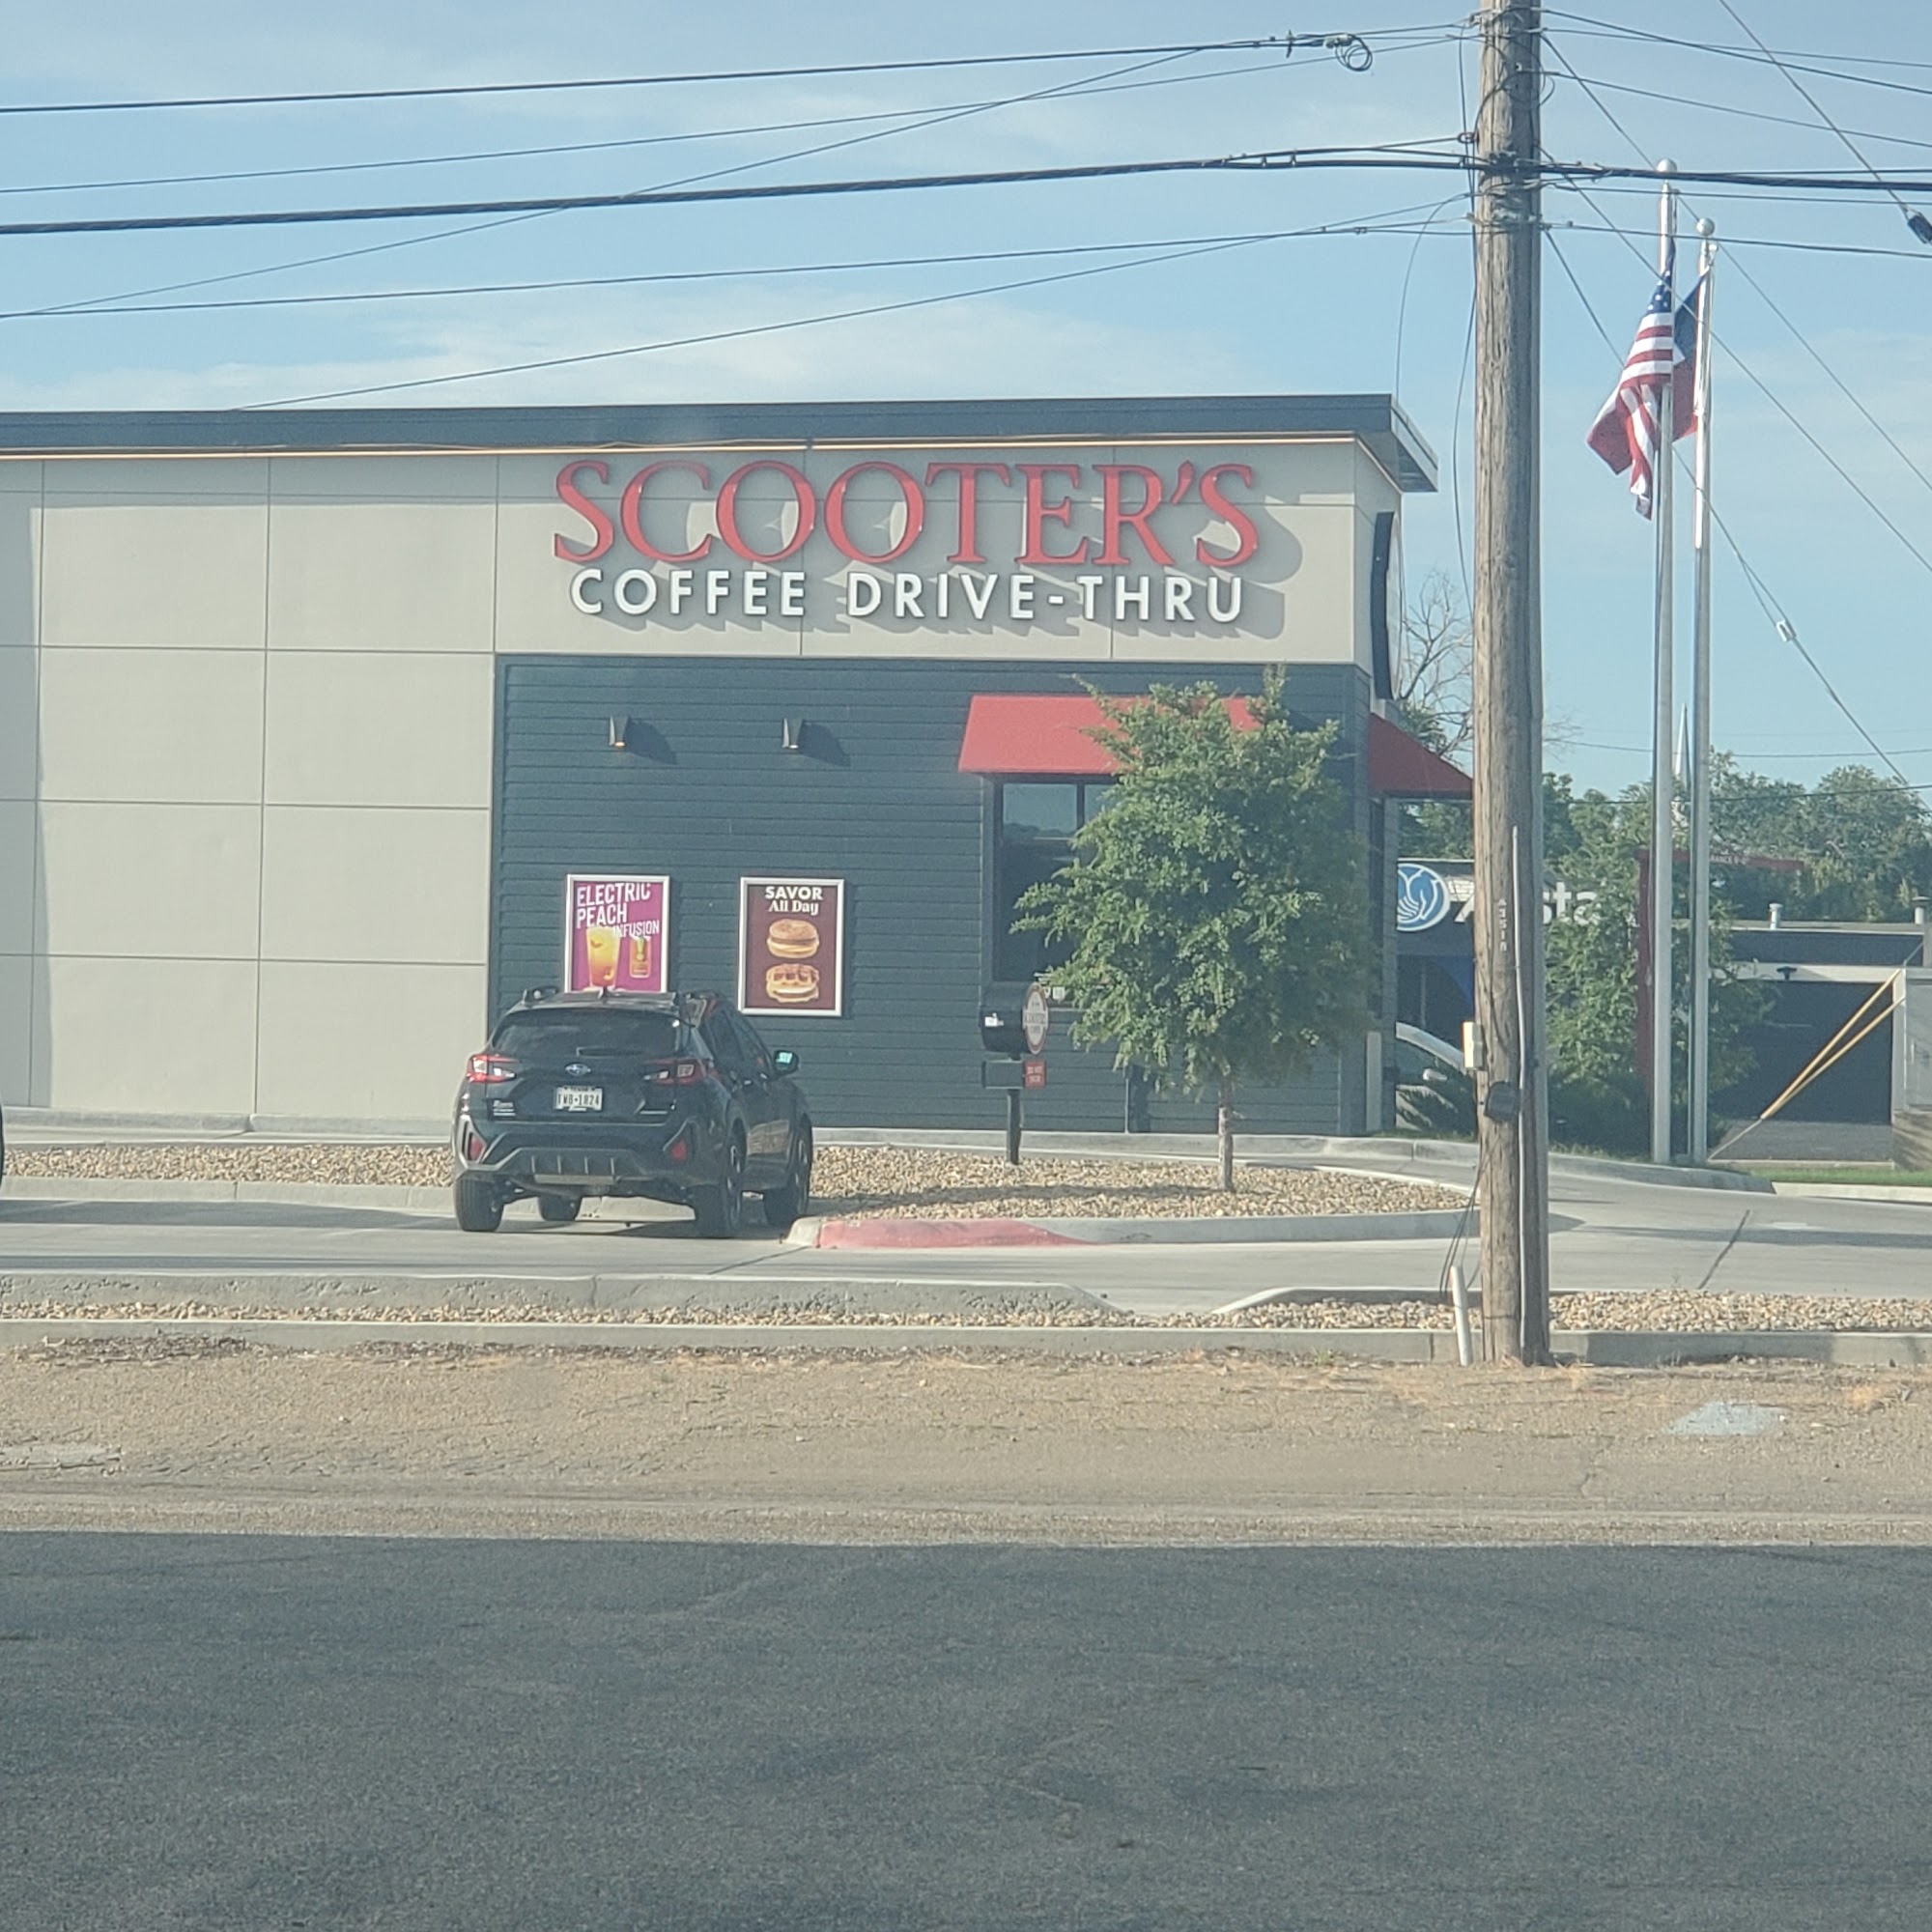 SCOOTER'S
COFFEE DRIVE-THRU
ELECTRIC
PEACH
INFUSION
SAVOR
All Day